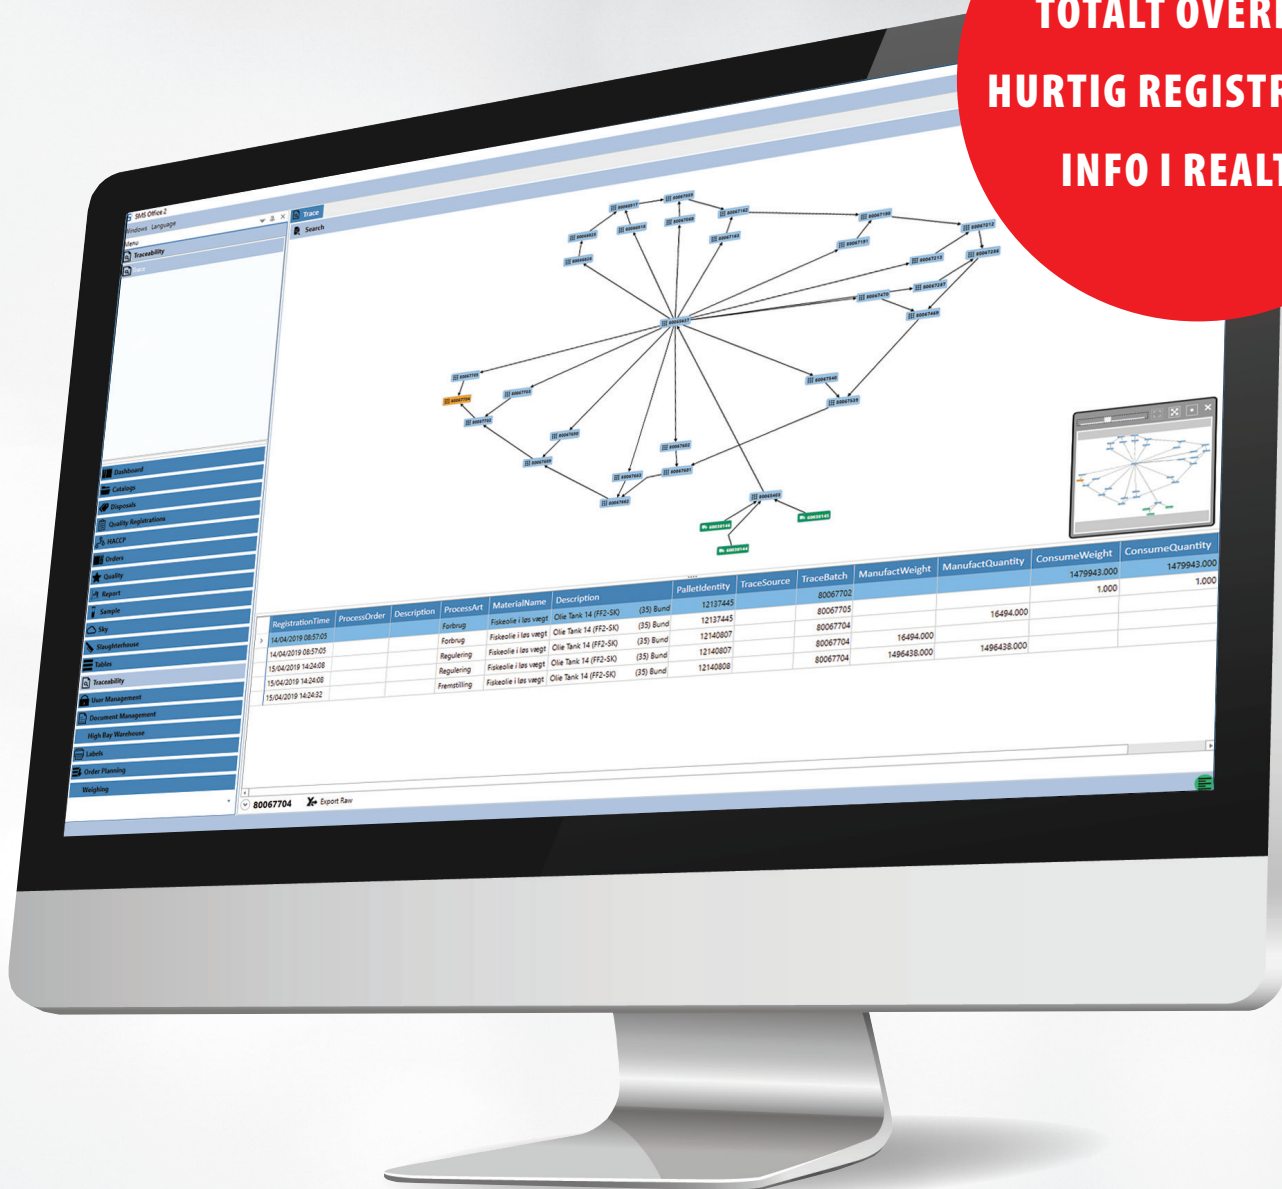 TOTALT OVER
HURTIG REGISTR
INFO I REALT
SMS Office 2
Windows Language
Menu
Traceability
Trace
Trace
Search
Dashboard
Catalogs
Disposals
Quality Registrations
HACCP
Orders
Quality
Report
Sample
Sky
Slaughterhouse
Tables
Traceability
User Management
Document Management
High Bay Warehouse
Labels
Order Planning
Weighing
80067704
80067702
80067539
80067601
80067662
RegistrationTime ProcessOrder Description ProcessArt MaterialName Description PalletIdentity TraceSource TraceBatch ManufactWeight ManufactQuantity ConsumeWeight ConsumeQuantity
14/04/2019 08:57:05 Forbrug Fiskeolie i løs vægt Olie Tank 14 (FF2-SK) (35) Bund 12137445 80067702 1479943.000 1479943.000
14/04/2019 08:57:05 Forbrug Fiskeolie i løs vægt Olie Tank 14 (FF2-SK) (35) Bund 12137445 80067705 1.000 1.000
15/04/2019 14:24:08 Regulering Fiskeolie i løs vægt Olie Tank 14 (FF2-SK) (35) Bund 12140807 80067704 16494.000
15/04/2019 14:24:08 Regulering Fiskeolie i løs vægt Olie Tank 14 (FF2-SK) (35) Bund 12140807 80067704 16494.000
15/04/2019 14:24:32 Fremstilling Fiskeolie i løs vægt Olie Tank 14 (FF2-SK) (35) Bund 12140808 80067704 1496438.000 1496438.000
80067704 Export Raw